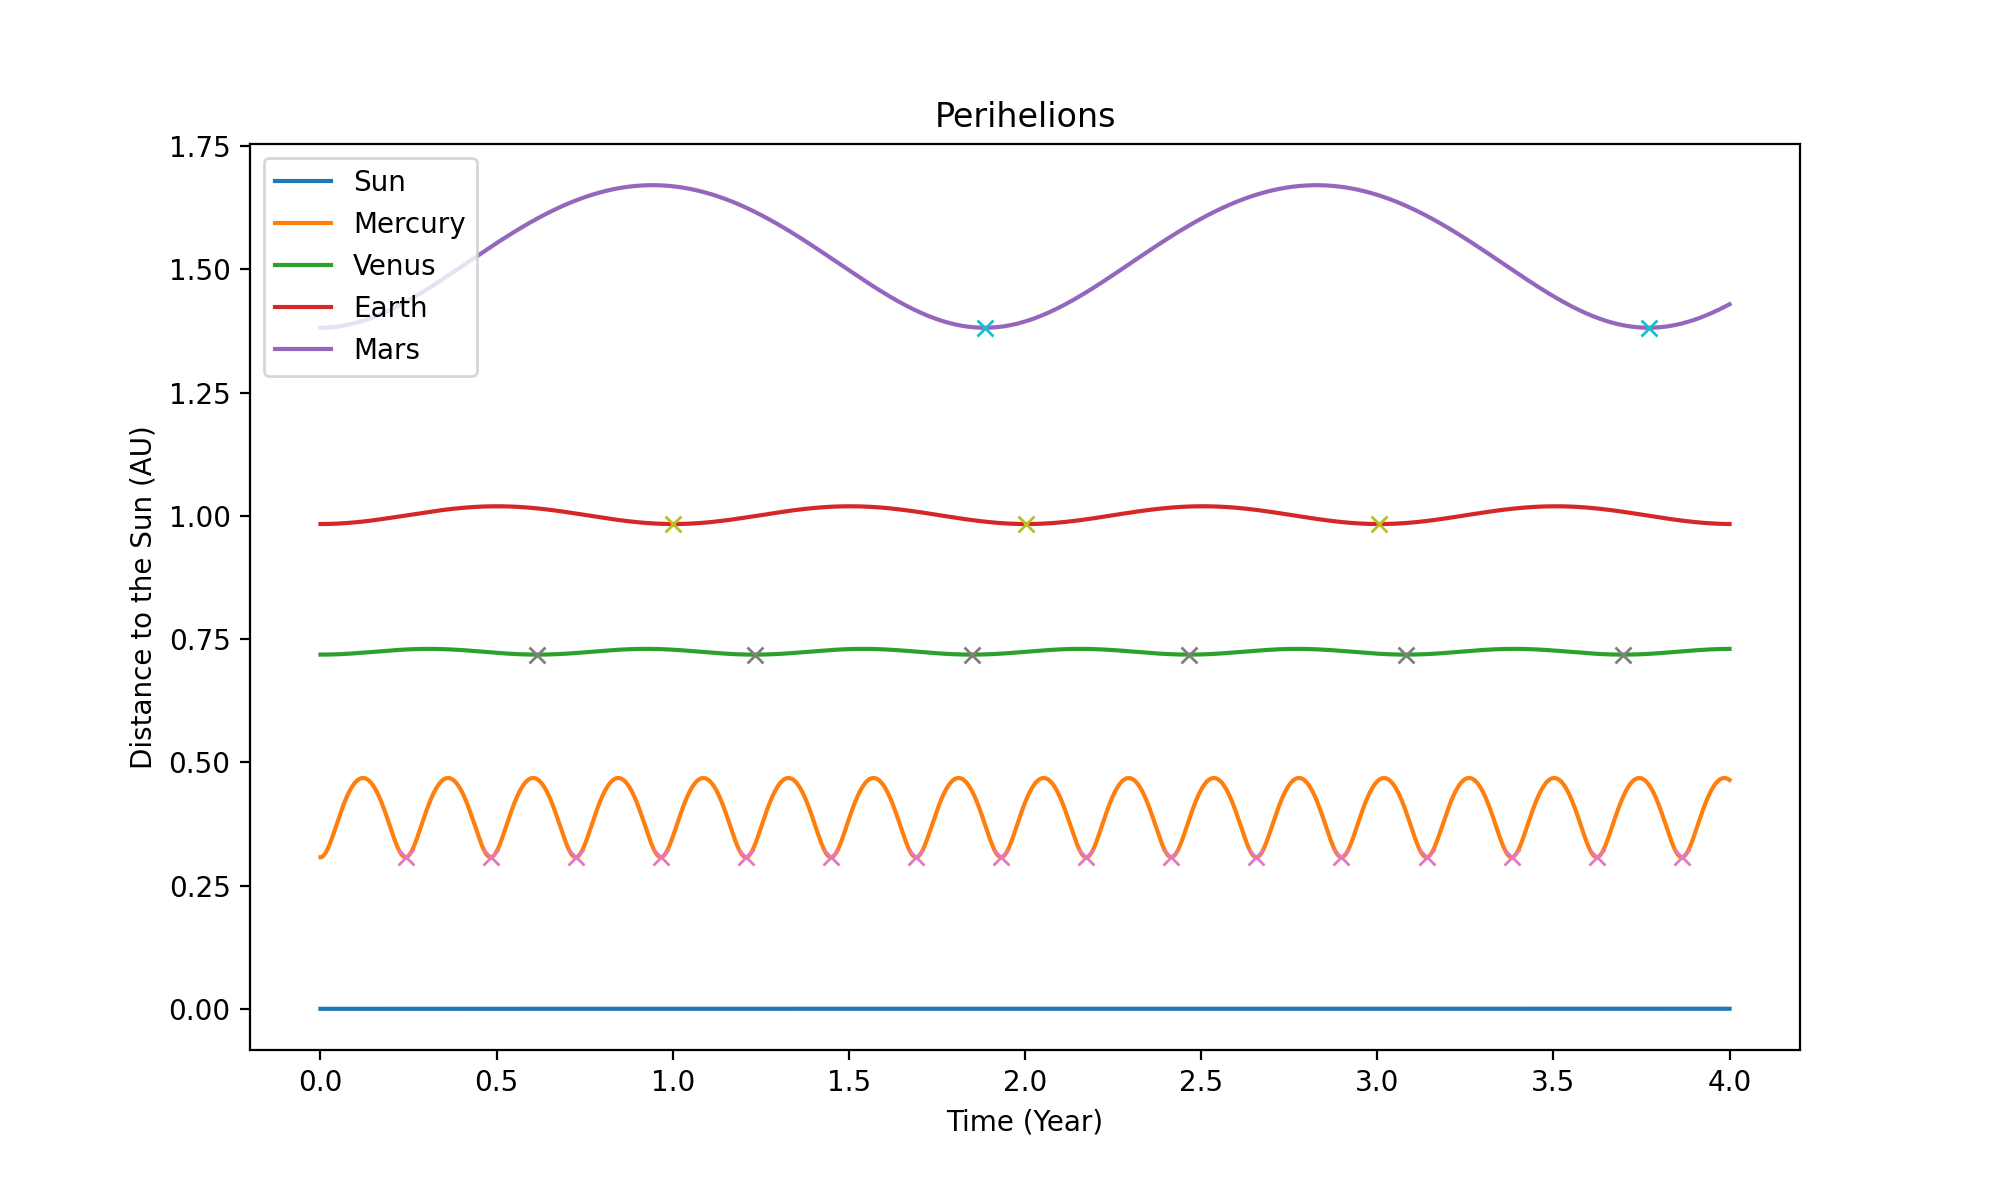 Perihelions
1.75
1.50
1.25
1.00
0.75
0.50
0.25
0.00
Distance to the Sun (AU)
Sun
Mercury
Venus
Earth
Mars
0.0 0.5 1.0 1.5 2.0 2.5 3.0 3.5 4.0
Time (Year)